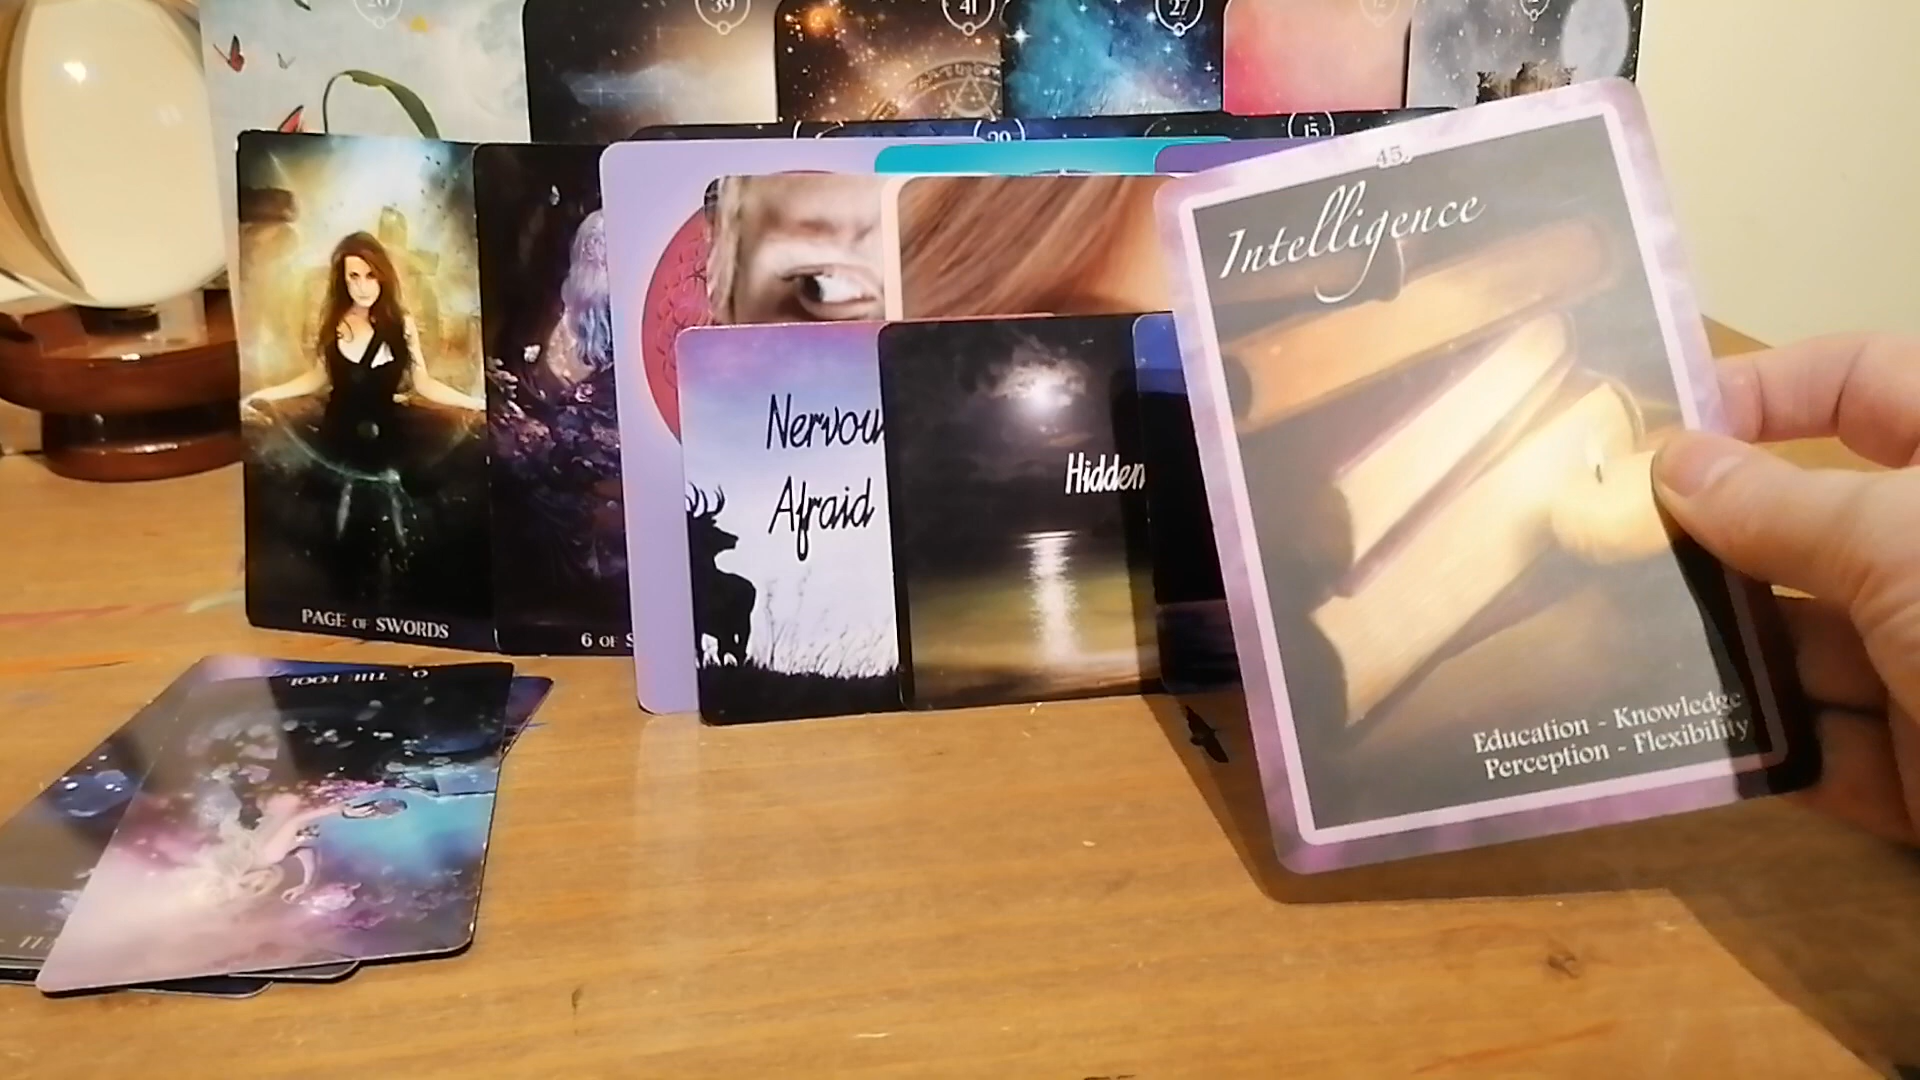 39
41
27
29
15
45.
Intelligence
Nervou
Afraid
Hidden
PAGE OF SWORDS
6 OF S
0 - THE FOOL
Education - Knowledge
Perception - Flexibility